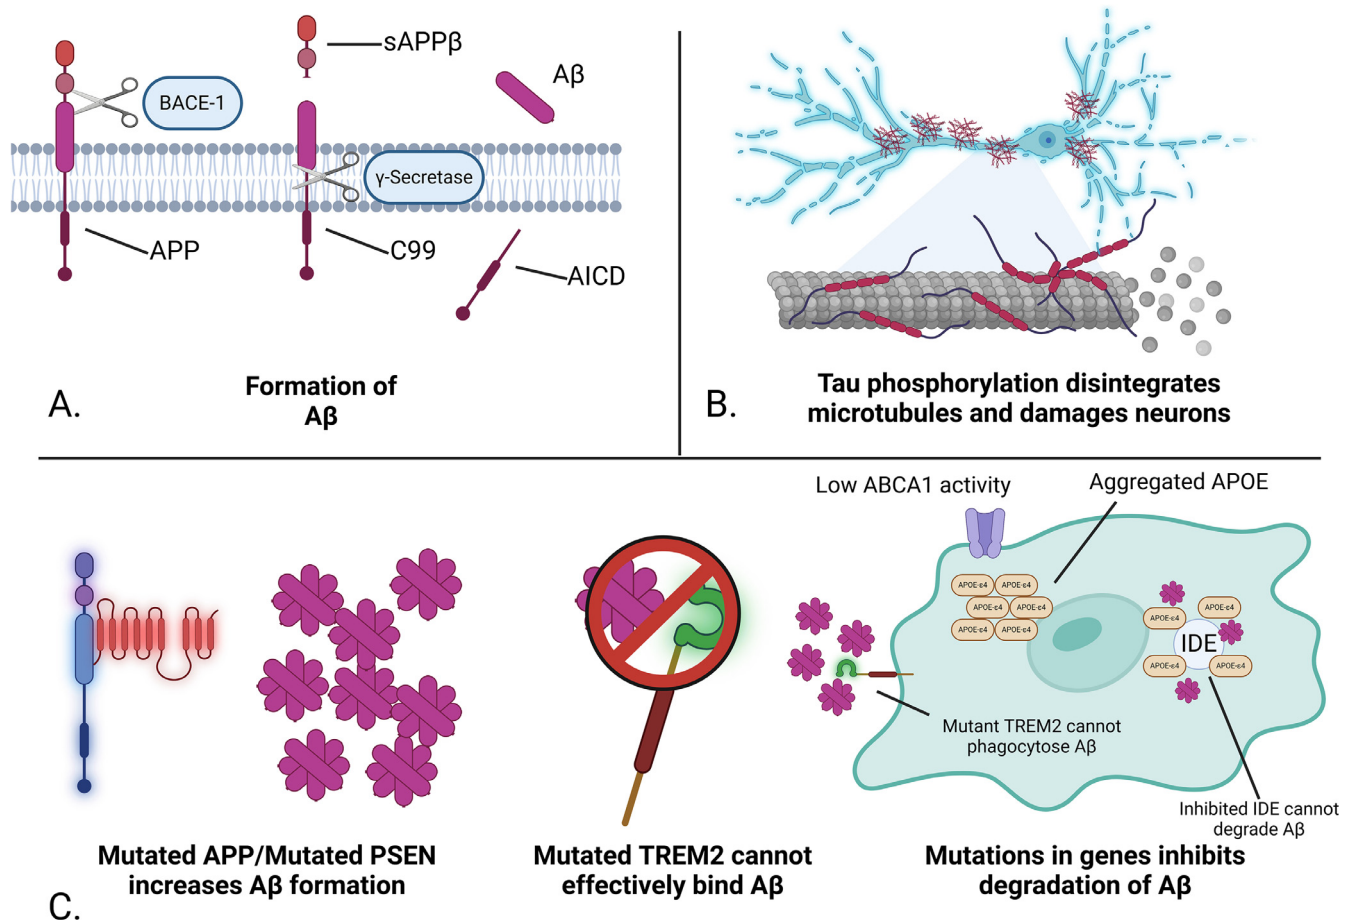 sAPPβ
Aβ
BACE-1
γ-Secretase
APP
C99
AICD
A.
Formation of
Aβ
B.
Tau phosphorylation disintegrates
microtubules and damages neurons
Low ABCA1 activity
Aggregated APOE
APOE-ε4
APOE-ε4
APOE-ε4
APOE-ε4
APOE-ε4
APOE-ε4
APOE-ε4
APOE-ε4
IDE
APOE-ε4
APOE-ε4
Mutant TREM2 cannot
phagocytose Aβ
Inhibited IDE cannot
degrade Aβ
Mutated APP/Mutated PSEN
increases Aβ formation
Mutated TREM2 cannot
effectively bind Aβ
Mutations in genes inhibits
degradation of Aβ
C.